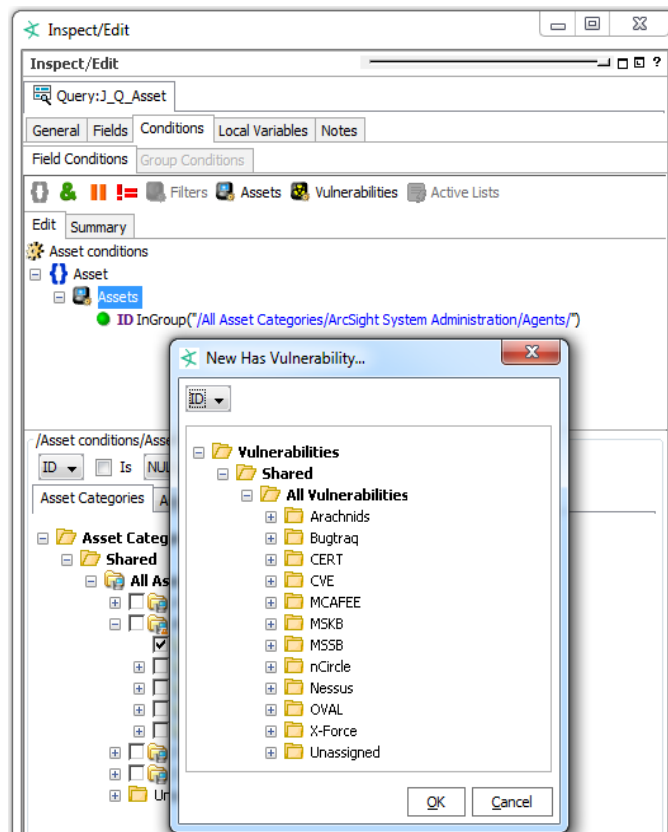 Inspect/Edit
Inspect/Edit
Query:J_Q_Asset
General Fields Conditions Local Variables Notes
Field Conditions Group Conditions
{} & || != Filters Assets Vulnerabilities Active Lists
Edit Summary
Asset conditions
{} Asset
Assets
ID InGroup("/All Asset Categories/ArcSight System Administration/Agents/")
New Has Vulnerability...
ID
Vulnerabilities
Shared
All Vulnerabilities
Arachnids
Bugtraq
CERT
CVE
MCAFEE
MSKB
MSSB
nCircle
Nessus
OVAL
X-Force
Unassigned
OK Cancel
/Asset conditions/Asse
ID Is NUL
Asset Categories A
Asset Categ
Shared
All As
Un